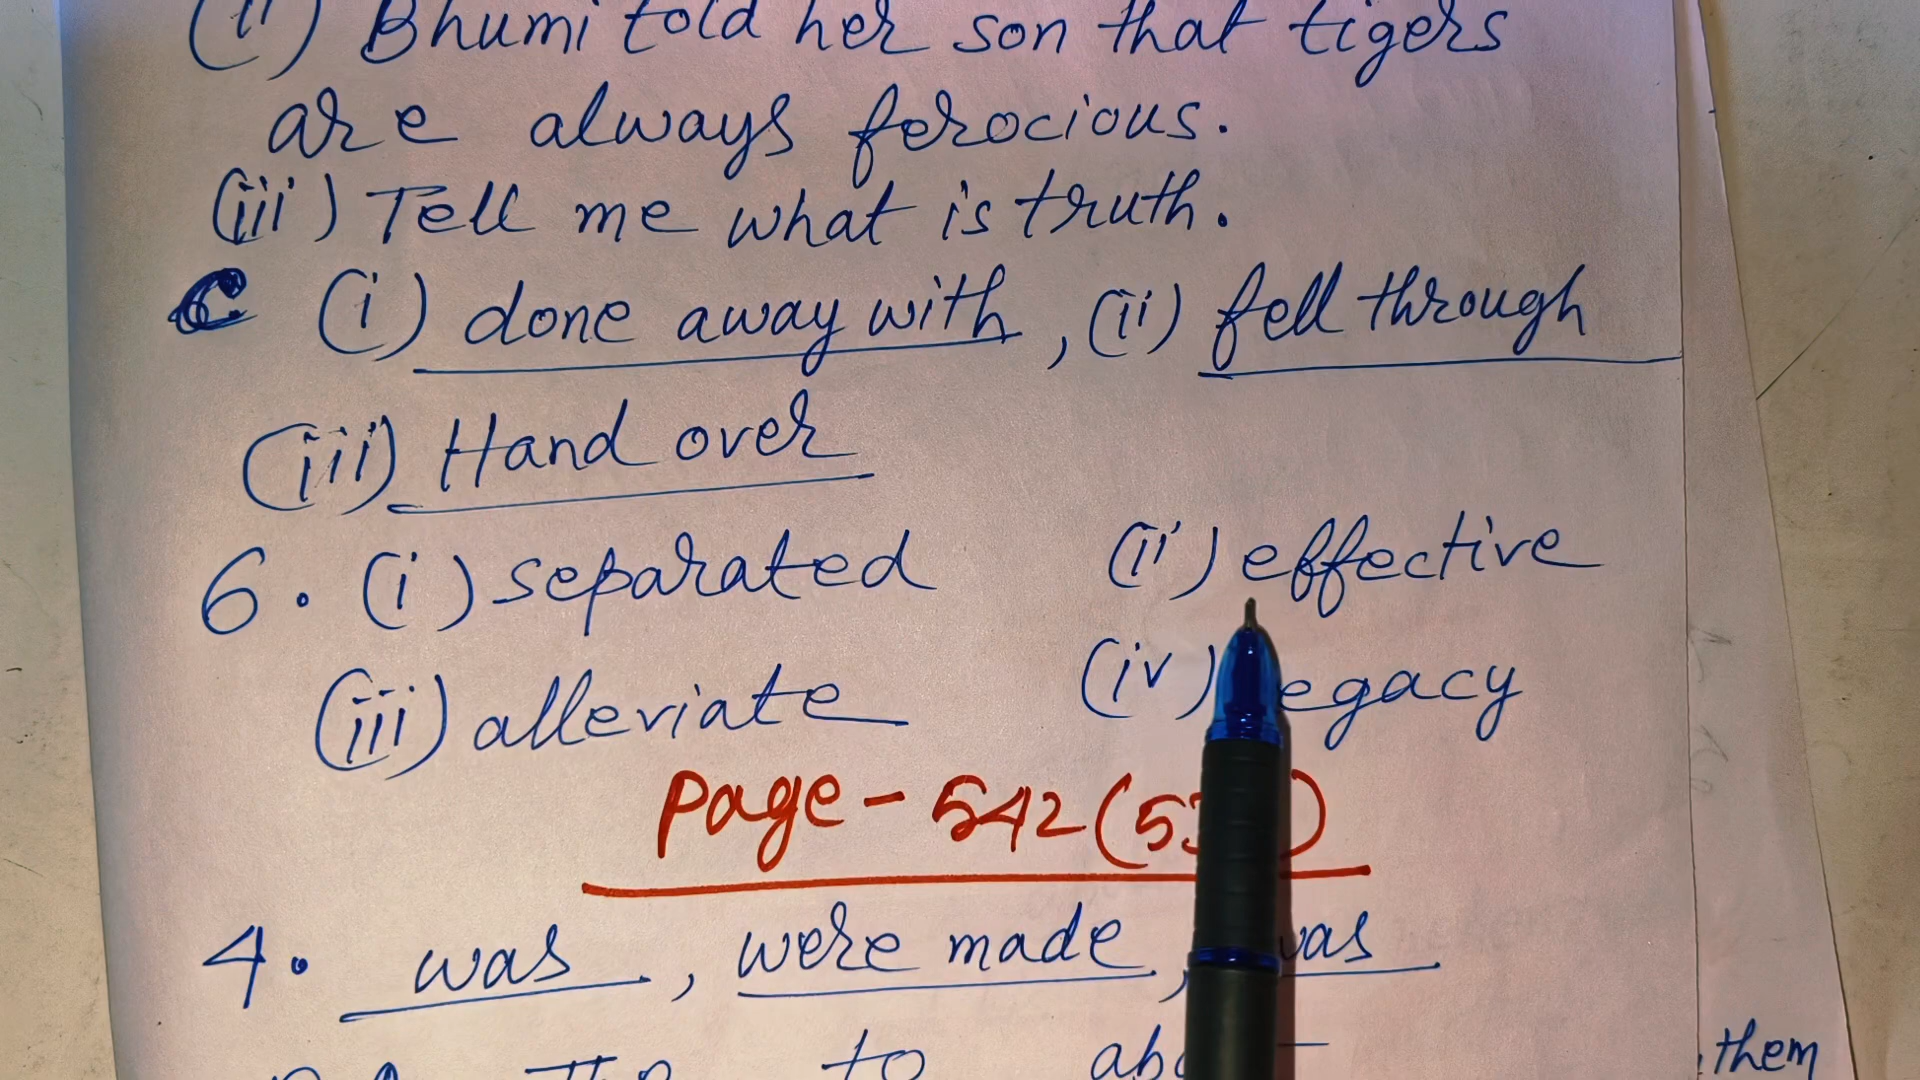 (ii) Bhumi told her son that tigers
are always ferocious.
(iii) Tell me what is truth.
C (i) done away with, (ii) fell through
(iii) Hand over
6. (i) separated (ii) effective
(iii) alleviate (iv) egacy
Page - 542 (5
4. was, were made, was
to
them